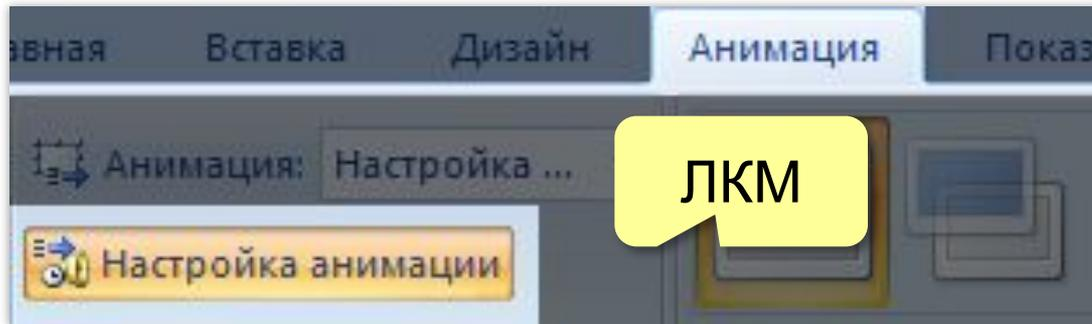 авная Вставка Дизайн Анимация Показ
Анимация: Настройка ...
ЛКМ
Настройка анимации